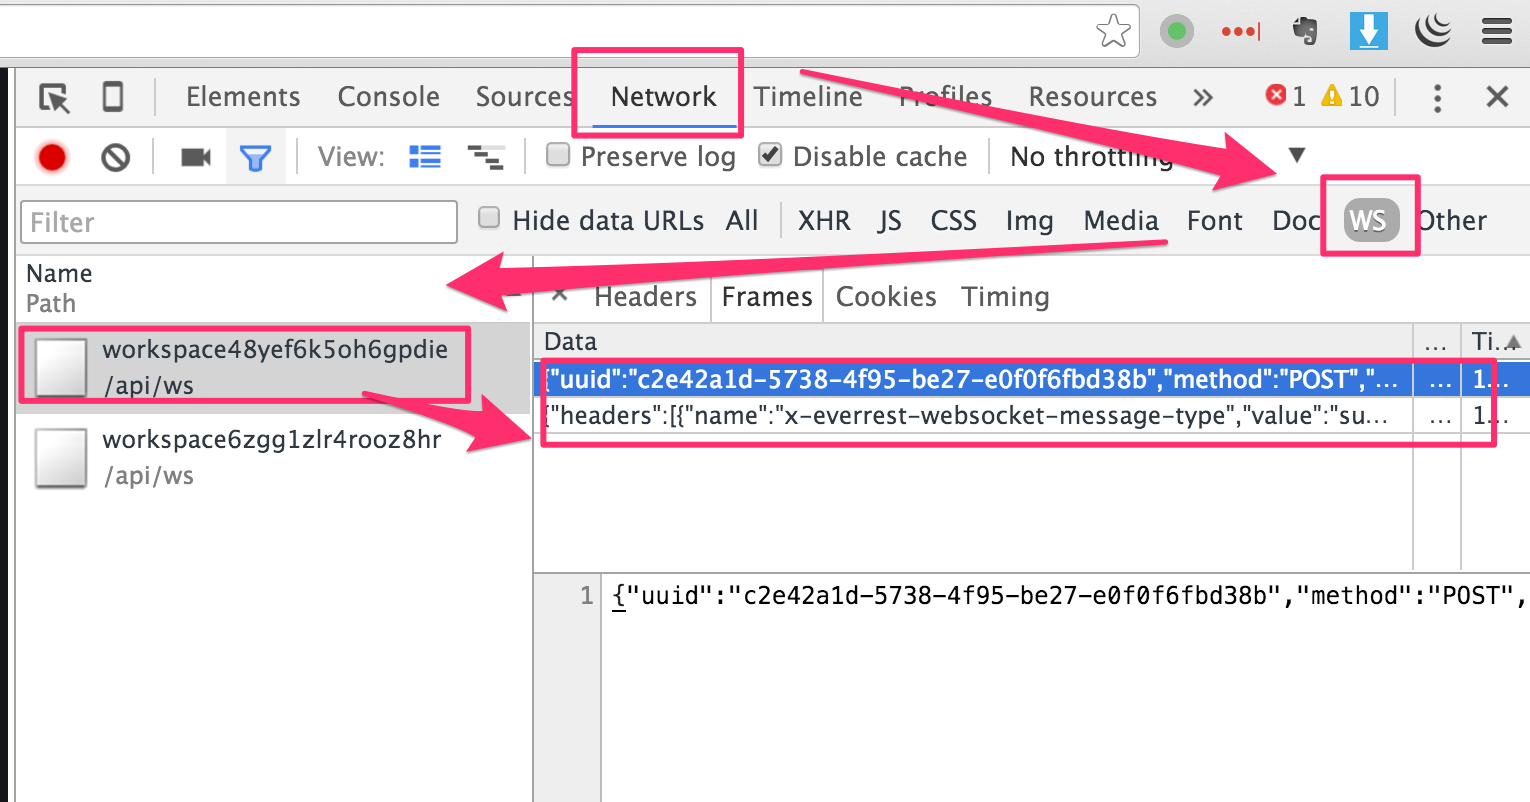 Elements Console Sources Network Timeline Profiles Resources » 1 10
View: Preserve log Disable cache No throttling
Filter Hide data URLs All XHR JS CSS Img Media Font Doc WS Other
Name
Path
Headers Frames Cookies Timing
Data ... Ti...
workspace48yef6k5oh6gpdie
/api/ws
{"uuid":"c2e42a1d-5738-4f95-be27-e0f0f6fbd38b","method":"POST","... ... 1...
{"headers":[{"name":"x-everrest-websocket-message-type","value":"su... ... 1...
workspace6zgg1zlr4rooz8hr
/api/ws
1 {"uuid":"c2e42a1d-5738-4f95-be27-e0f0f6fbd38b","method":"POST",